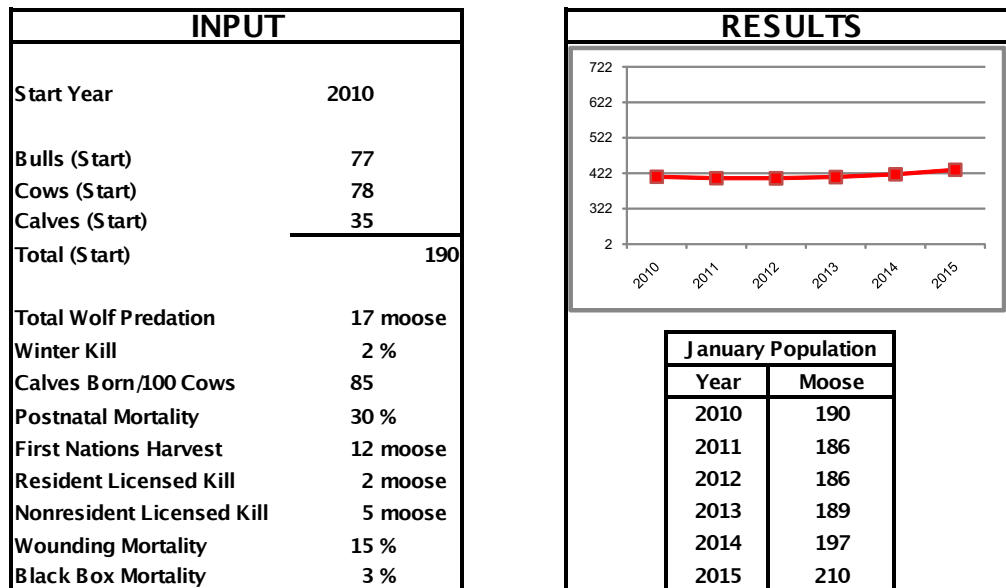 INPUT
Start Year 2010
Bulls (Start) 77
Cows (Start) 78
Calves (Start) 35
Total (Start) 190
Total Wolf Predation 17 moose
Winter Kill 2 %
Calves Born/100 Cows 85
Postnatal Mortality 30 %
First Nations Harvest 12 moose
Resident Licensed Kill 2 moose
Nonresident Licensed Kill 5 moose
Wounding Mortality 15 %
Black Box Mortality 3 %
RESULTS
722
622
522
422
322
2
2010 2011 2012 2013 2014 2015
January Population
Year Moose
2010 190
2011 186
2012 186
2013 189
2014 197
2015 210